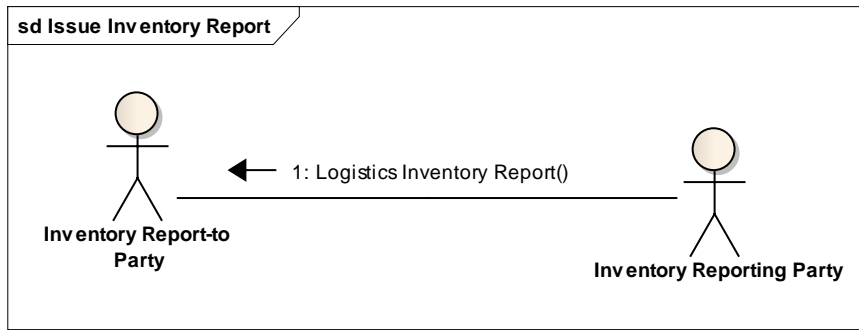 sd Issue Inventory Report
1: Logistics Inventory Report()
Inventory Report-to
Party
Inventory Reporting Party